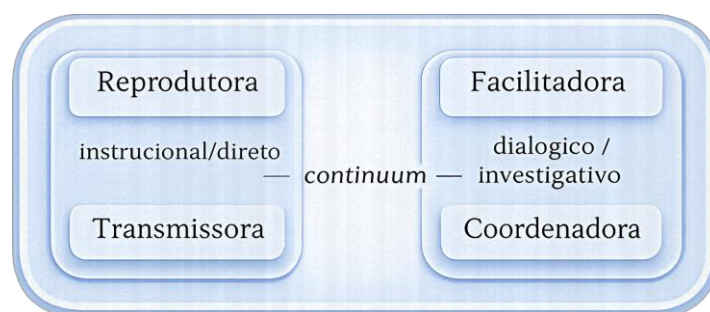 Reprodutora
instrucional/direto
Transmissora
— continuum —
Facilitadora
dialogico /
investigativo
Coordenadora